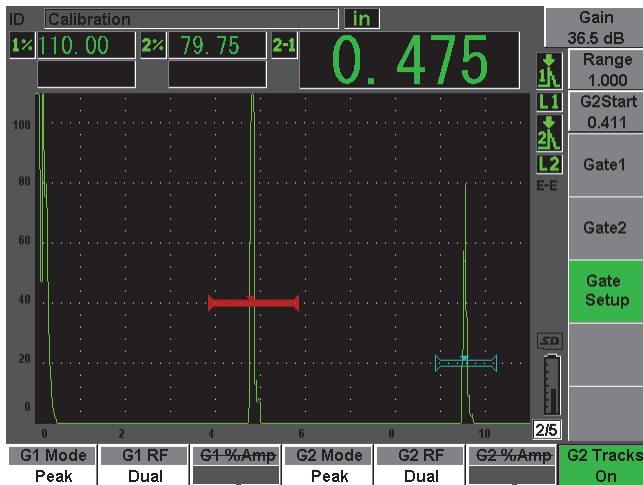 ID Calibration in Gain
36.5 dB
1% 110.00 2% 79.75 2-1 0.475
Range
1.000
1
L1
G2Start
0.411
2
L2
E-E
Gate1
Gate2
Gate
Setup
100
80
60
40
20
0
0 2 4 6 8 10
SD
2/5
G1 Mode G1 RF G1 %Amp G2 Mode G2 RF G2 %Amp G2 Tracks
Peak Dual Peak Dual On